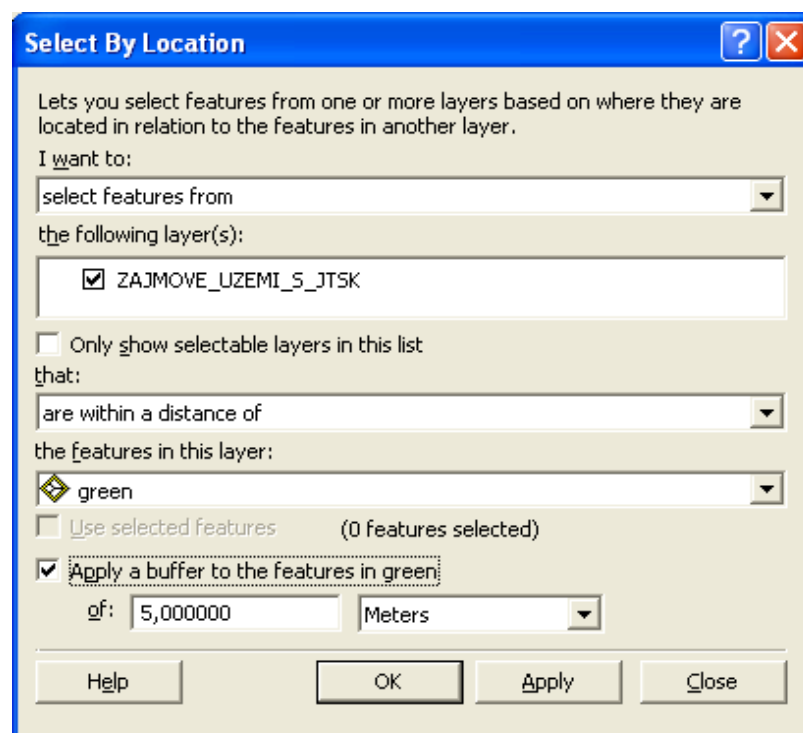 Select By Location
Lets you select features from one or more layers based on where they are
located in relation to the features in another layer.
I want to:
select features from
the following layer(s):
ZAJMOVE_UZEMI_S_JTSK
Only show selectable layers in this list
that:
are within a distance of
the features in this layer:
green
Use selected features (0 features selected)
Apply a buffer to the features in green
of: 5,000000 Meters
Help OK Apply Close